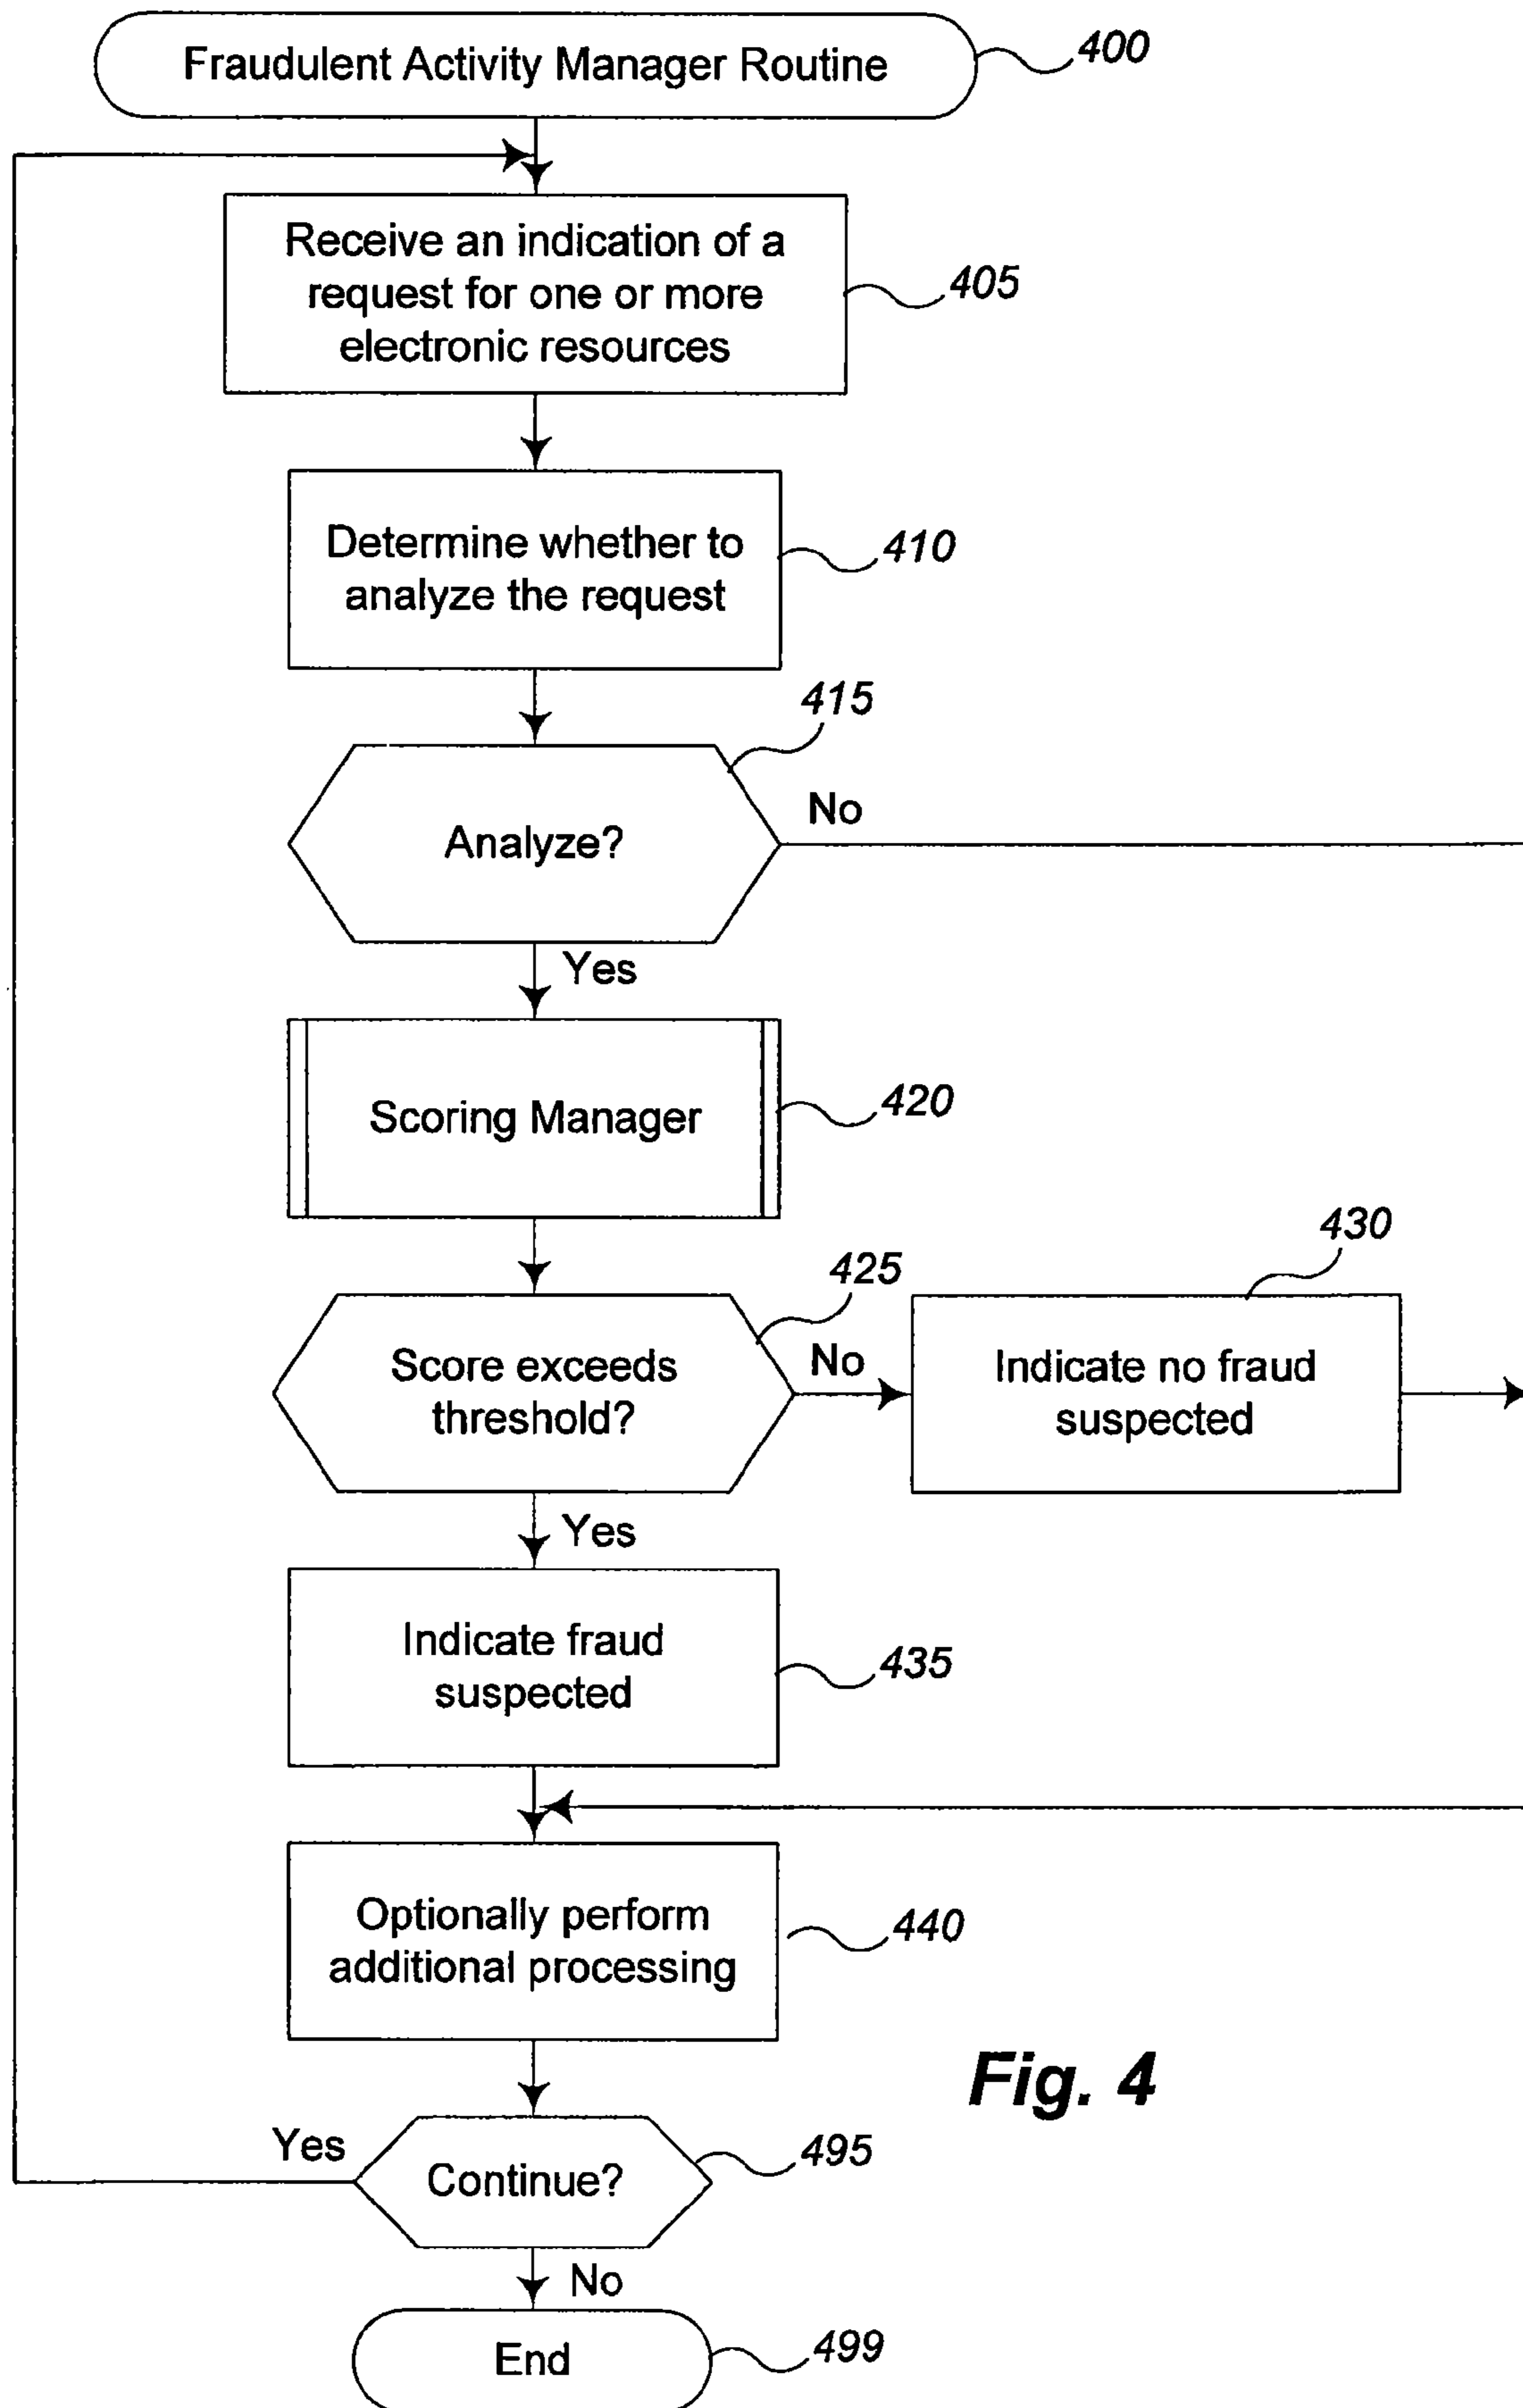 Fraudulent Activity Manager Routine
400
Receive an indication of a
request for one or more
electronic resources
405
Determine whether to
analyze the request
410
415
Analyze?
No
Yes
Scoring Manager
420
425
430
Score exceeds
threshold?
No
Indicate no fraud
suspected
Yes
Indicate fraud
suspected
435
Optionally perform
additional processing
440
Fig. 4
Yes
Continue?
495
No
End
499